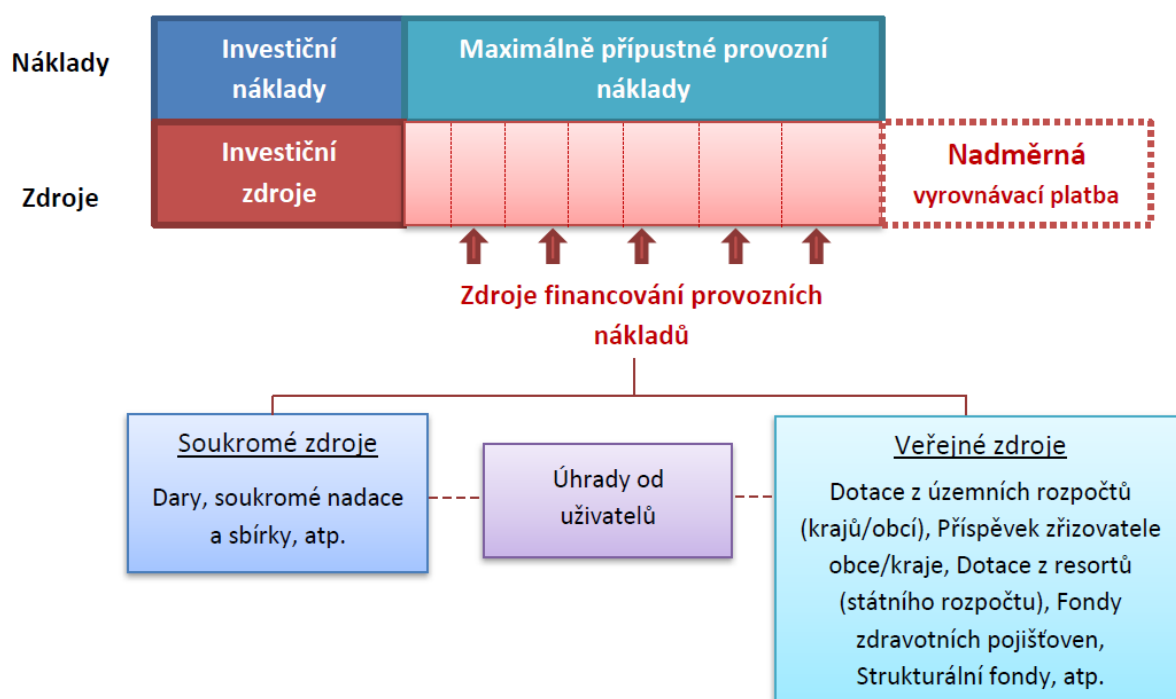 Náklady
Investiční
náklady
Maximálně přípustné provozní
náklady
Zdroje
Investiční
zdroje
Nadměrná
vyrovnávací platba
Zdroje financování provozních
nákladů
Soukromé zdroje
Dary, soukromé nadace
a sbírky, atp.
Úhrady od
uživatelů
Veřejné zdroje
Dotace z územních rozpočtů
(krajů/obcí), Příspěvek zřizovatele
obce/kraje, Dotace z resortů
(státního rozpočtu), Fondy
zdravotních pojišťoven,
Strukturální fondy, atp.